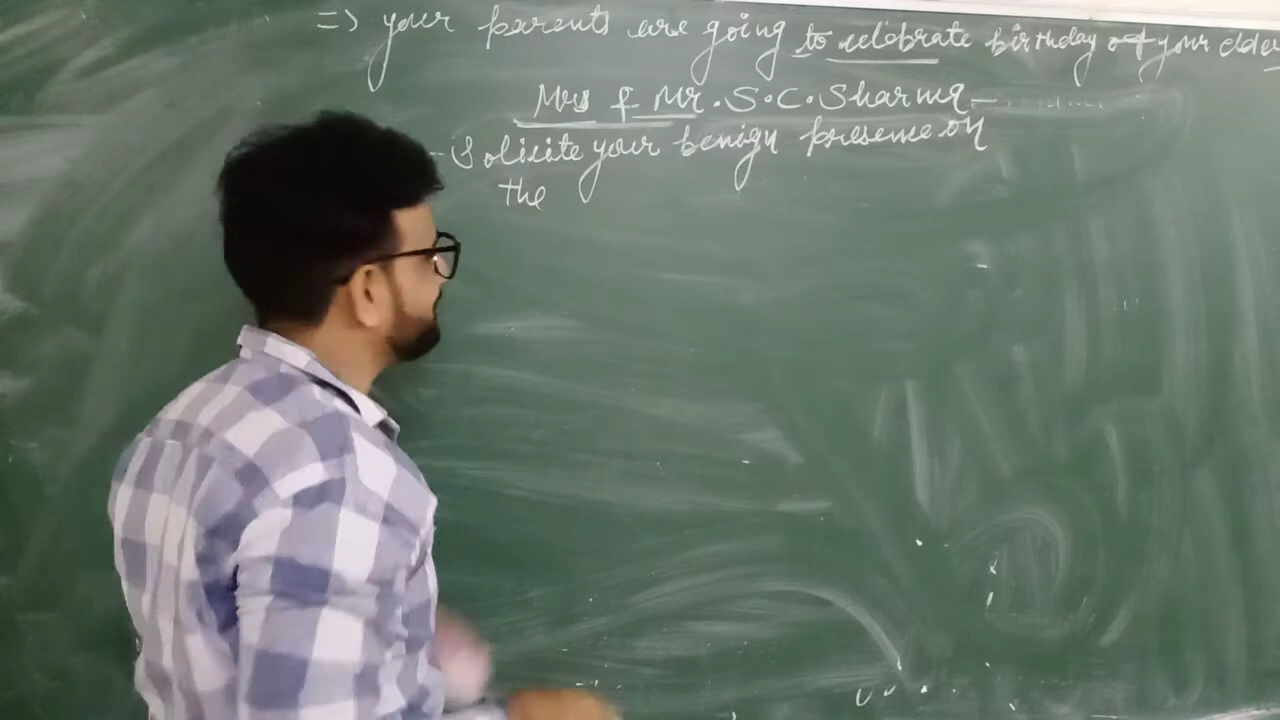 => your parents are going to celebrate birthday of your elder
Mrs & Mr. S.C. Sharma
- Solicite your benign presence on
the